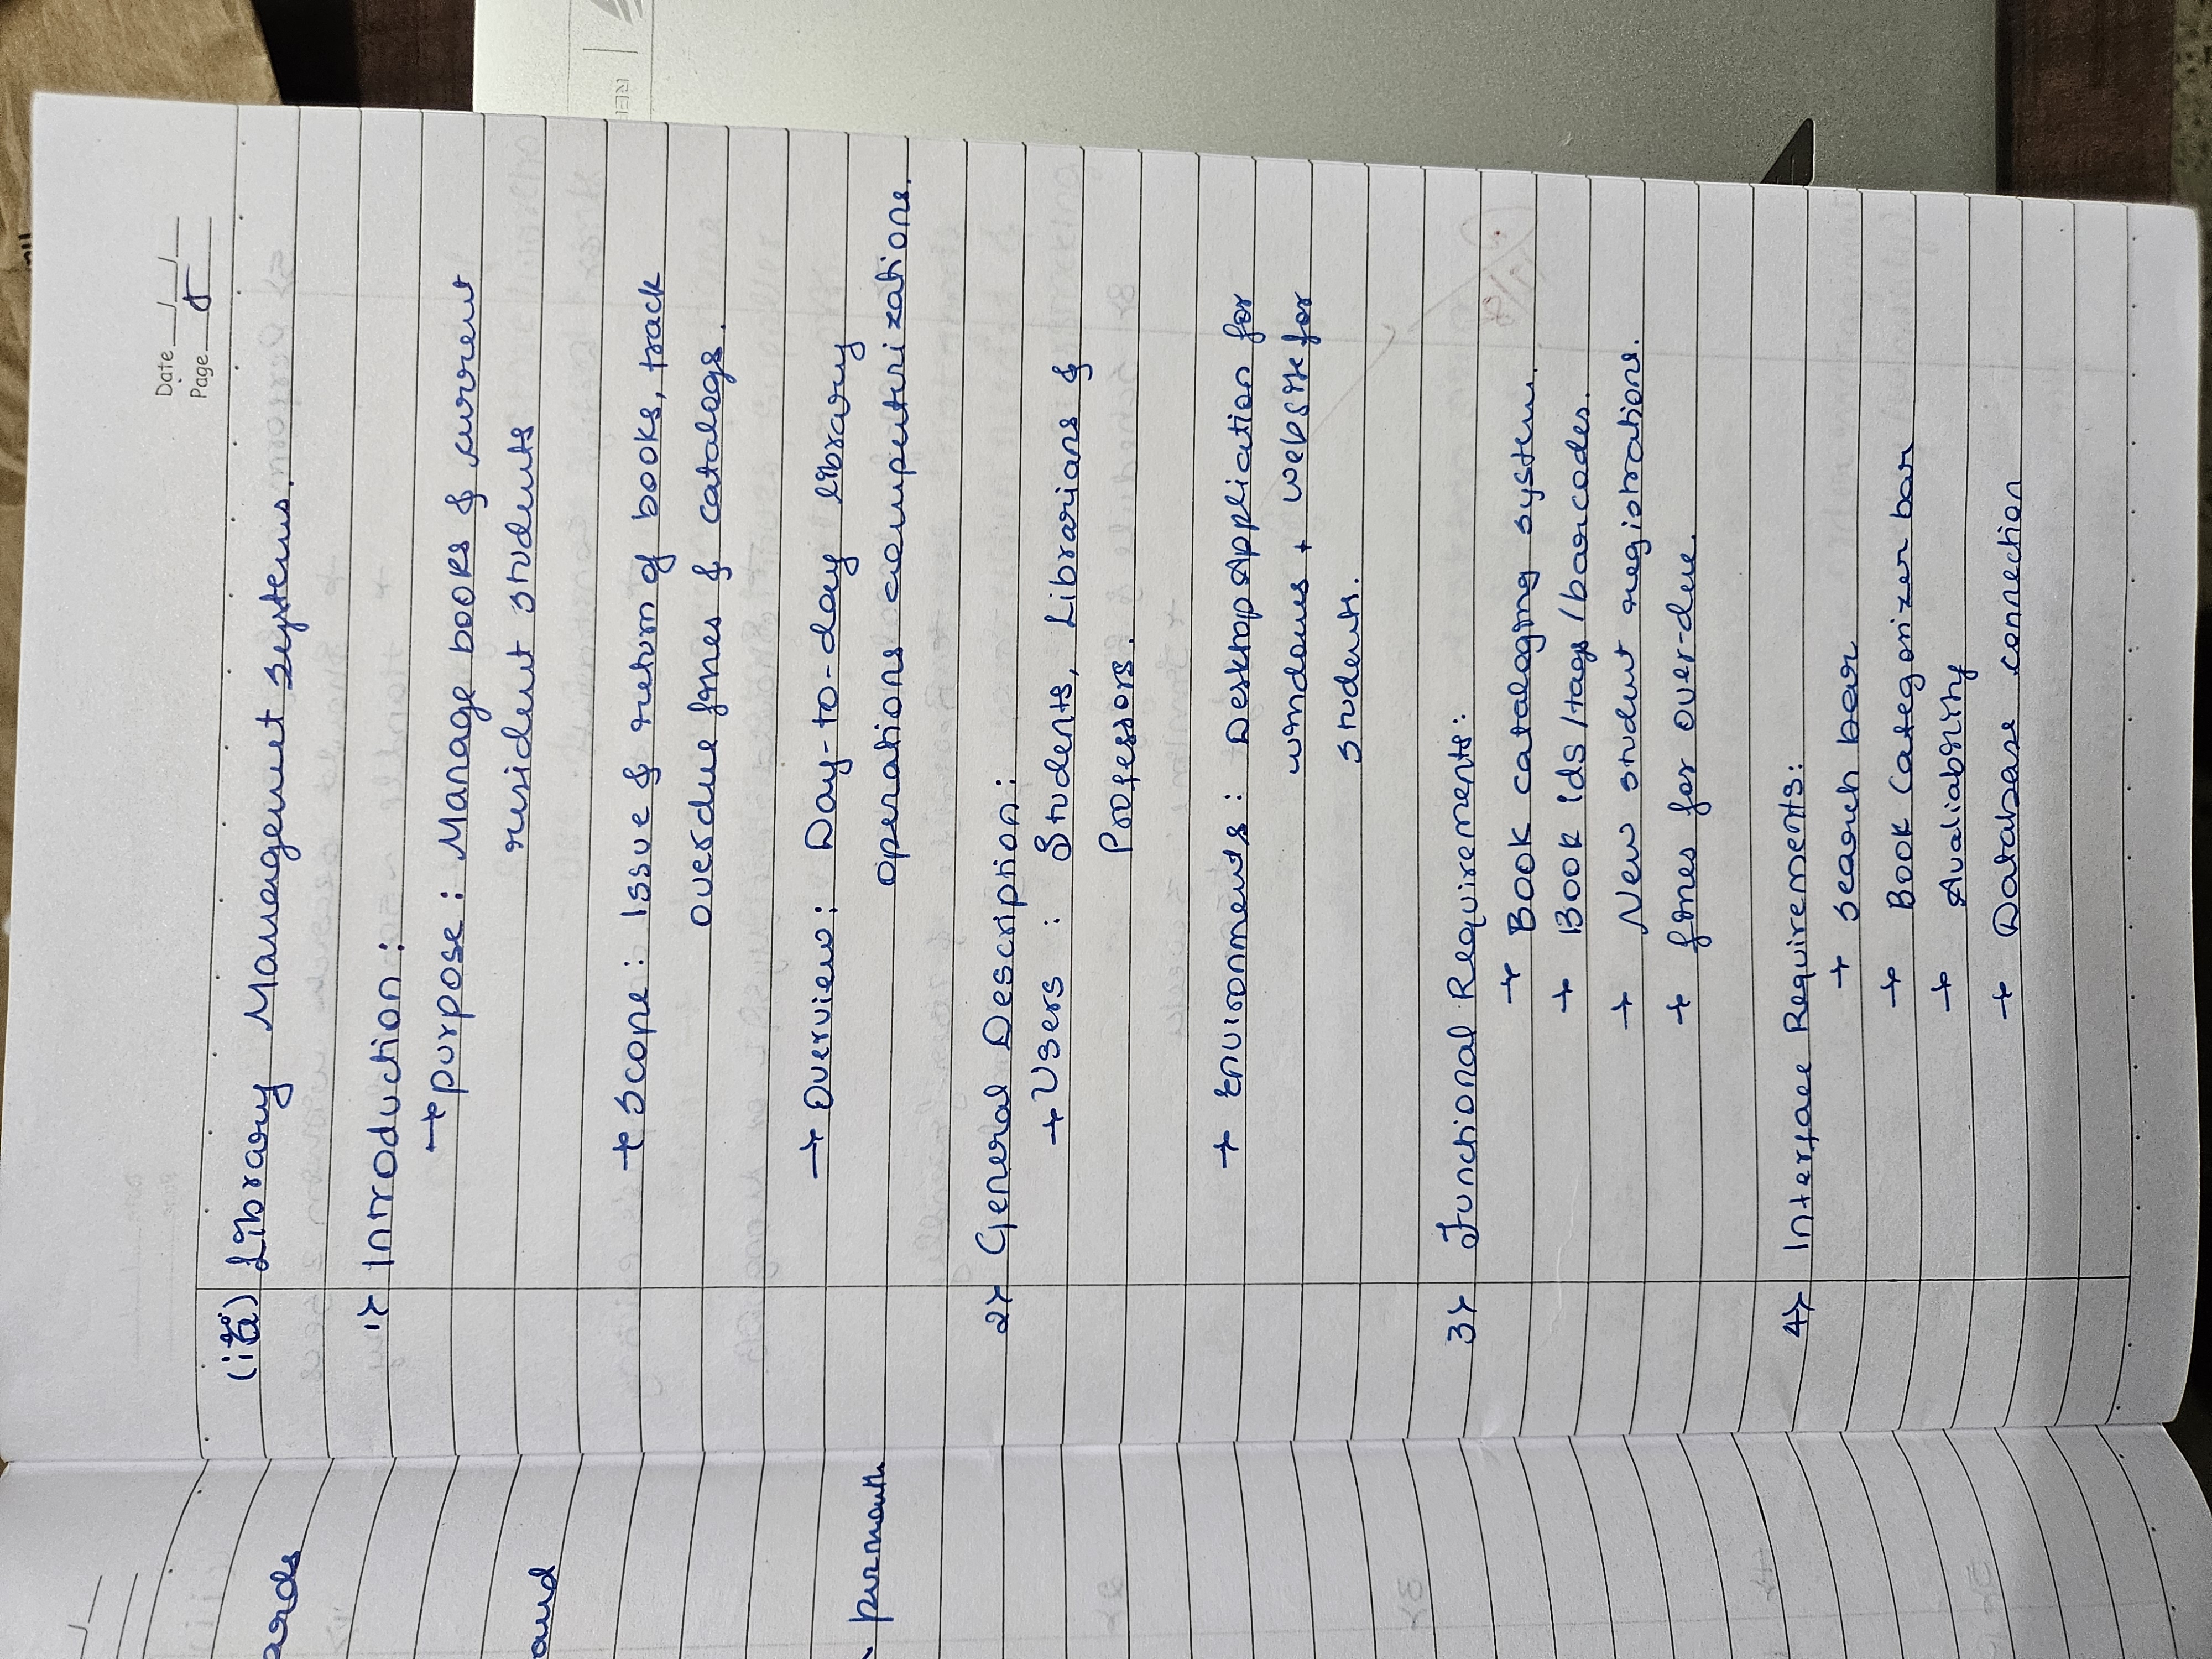 Date __/__/__
Page
Library Management systems.
1> Introduction:
→ purpose : Manage books & current
resident students
→ Scope : Issue & return of books, track
overdue fines & catalogs.
→ Overview : Day-to-day library
operations computerizations.
2> General Description:
→ Users : Students, Librarians &
Professors.
→ Environments : Desktop Application for
windows + website for
students.
3> Functional Requirements:
→ Book cataloging system.
→ Book ids /tags /barcodes.
→ New student registrations.
→ fines for over-due.
4> Interface Requirements:
→ Search bar
→ Book Categorizer bar
→ Avaliability
→ Database connection
ards
and
per month